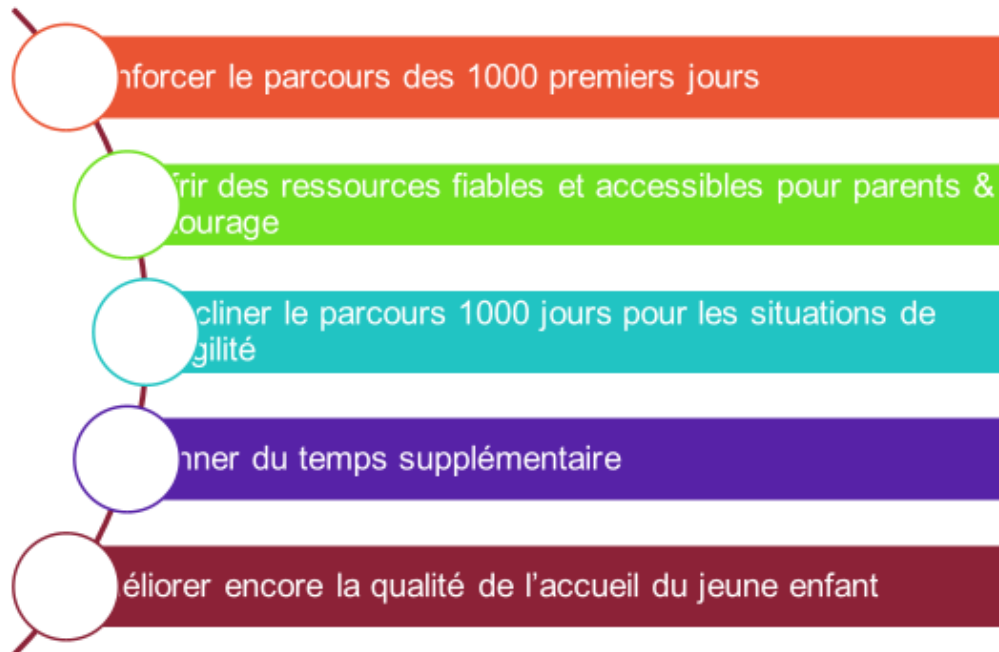 nforcer le parcours des 1000 premiers jours
frir des ressources fiables et accessibles pour parents &
tourage
cliner le parcours 1000 jours pour les situations de
gilité
nner du temps supplémentaire
éliorer encore la qualité de l’accueil du jeune enfant